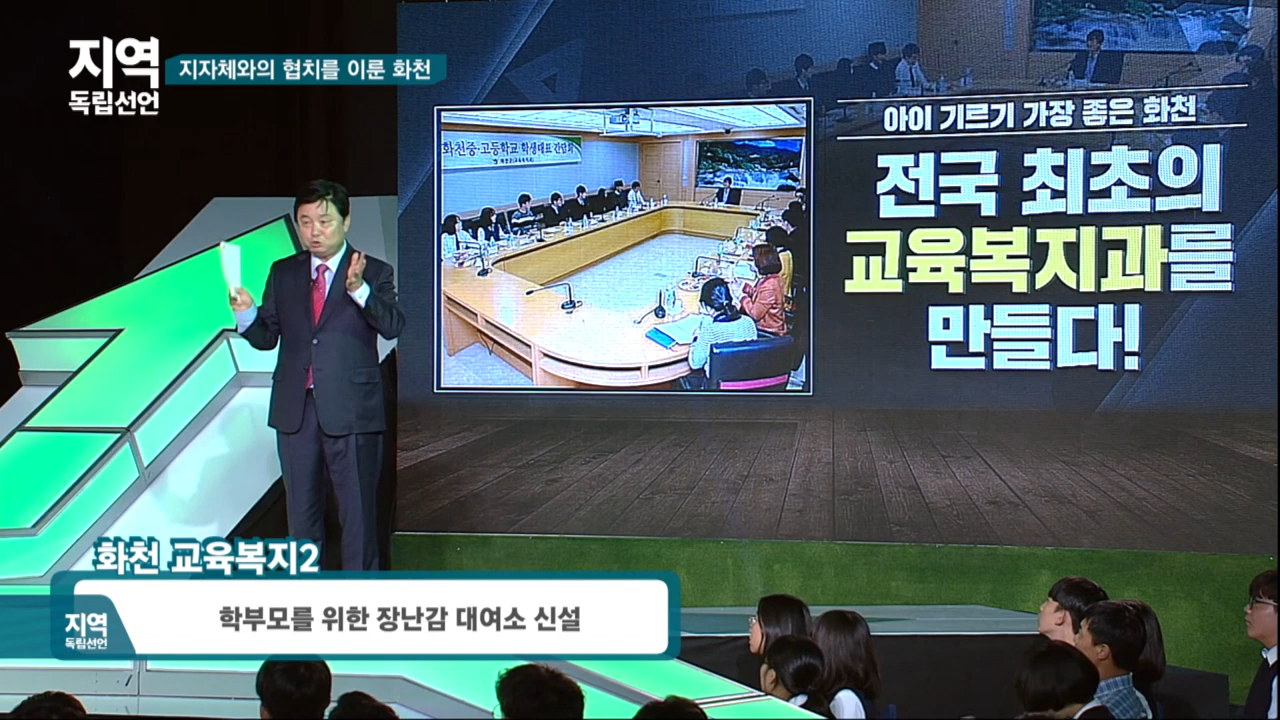 지역
독립선언
지자체와의 협치를 이룬 화천
아이 기르기 가장 좋은 화천
전국 최초의
교육복지과를
만들다!
화천중·고등학교 학생대표 간담회
화천 교육복지2
학부모를 위한 장난감 대여소 신설
지역
독립선언